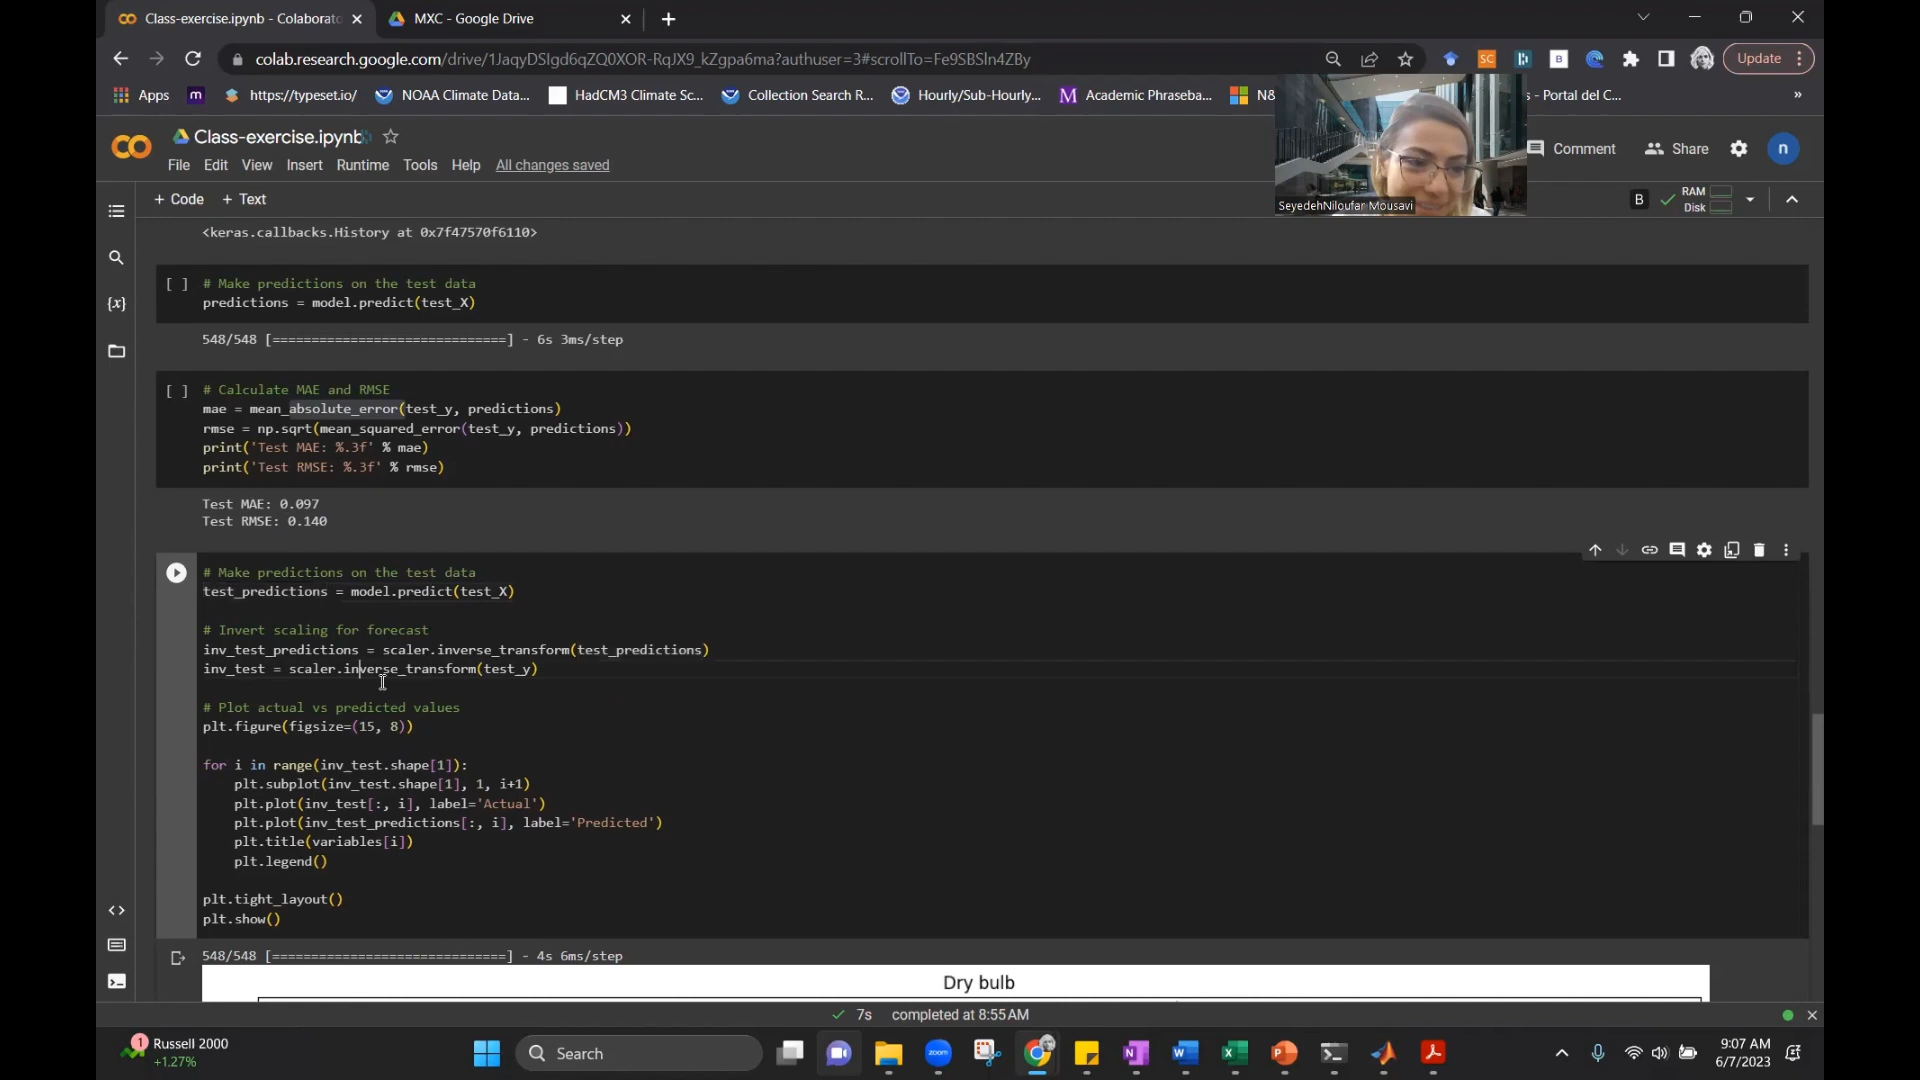 Class-exercise.ipynb - Colaborato
MXC - Google Drive
colab.research.google.com/drive/1JaqyDSIgd6qZQ0XOR-RqJX9_kZgpa6ma?authuser=3#scrollTo=Fe9SBSln4ZBy
Update
Apps
https://typeset.io/
NOAA Climate Data...
HadCM3 Climate Sc...
Collection Search R...
Hourly/Sub-Hourly...
Academic Phraseba...
N&
- Portal del C...
Class-exercise.ipynb
File Edit View Insert Runtime Tools Help All changes saved
Comment
Share
n
SeyedehNiloufar Mousavi
+ Code + Text
B
RAM
Disk
<keras.callbacks.History at 0x7f47570f6110>
[ ] # Make predictions on the test data
predictions = model.predict(test_X)
548/548 [==============================] - 6s 3ms/step
[ ] # Calculate MAE and RMSE
mae = mean_absolute_error(test_y, predictions)
rmse = np.sqrt(mean_squared_error(test_y, predictions))
print('Test MAE: %.3f' % mae)
print('Test RMSE: %.3f' % rmse)
Test MAE: 0.097
Test RMSE: 0.140
# Make predictions on the test data
test_predictions = model.predict(test_X)
# Invert scaling for forecast
inv_test_predictions = scaler.inverse_transform(test_predictions)
inv_test = scaler.inverse_transform(test_y)
# Plot actual vs predicted values
plt.figure(figsize=(15, 8))
for i in range(inv_test.shape[1]):
plt.subplot(inv_test.shape[1], 1, i+1)
plt.plot(inv_test[:, i], label='Actual')
plt.plot(inv_test_predictions[:, i], label='Predicted')
plt.title(variables[i])
plt.legend()
plt.tight_layout()
plt.show()
548/548 [==============================] - 4s 6ms/step
Dry bulb
7s completed at 8:55 AM
1
Russell 2000
+1.27%
Search
zoom
9:07 AM
6/7/2023